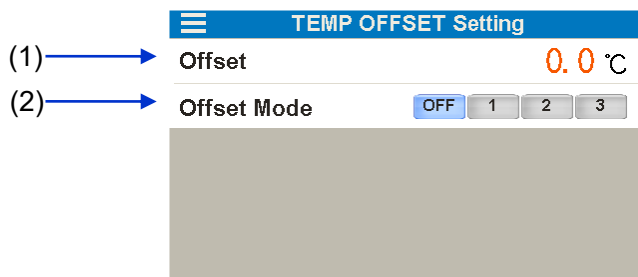 TEMP OFFSET Setting
(1) Offset 0.0 ℃
(2) Offset Mode OFF 1 2 3